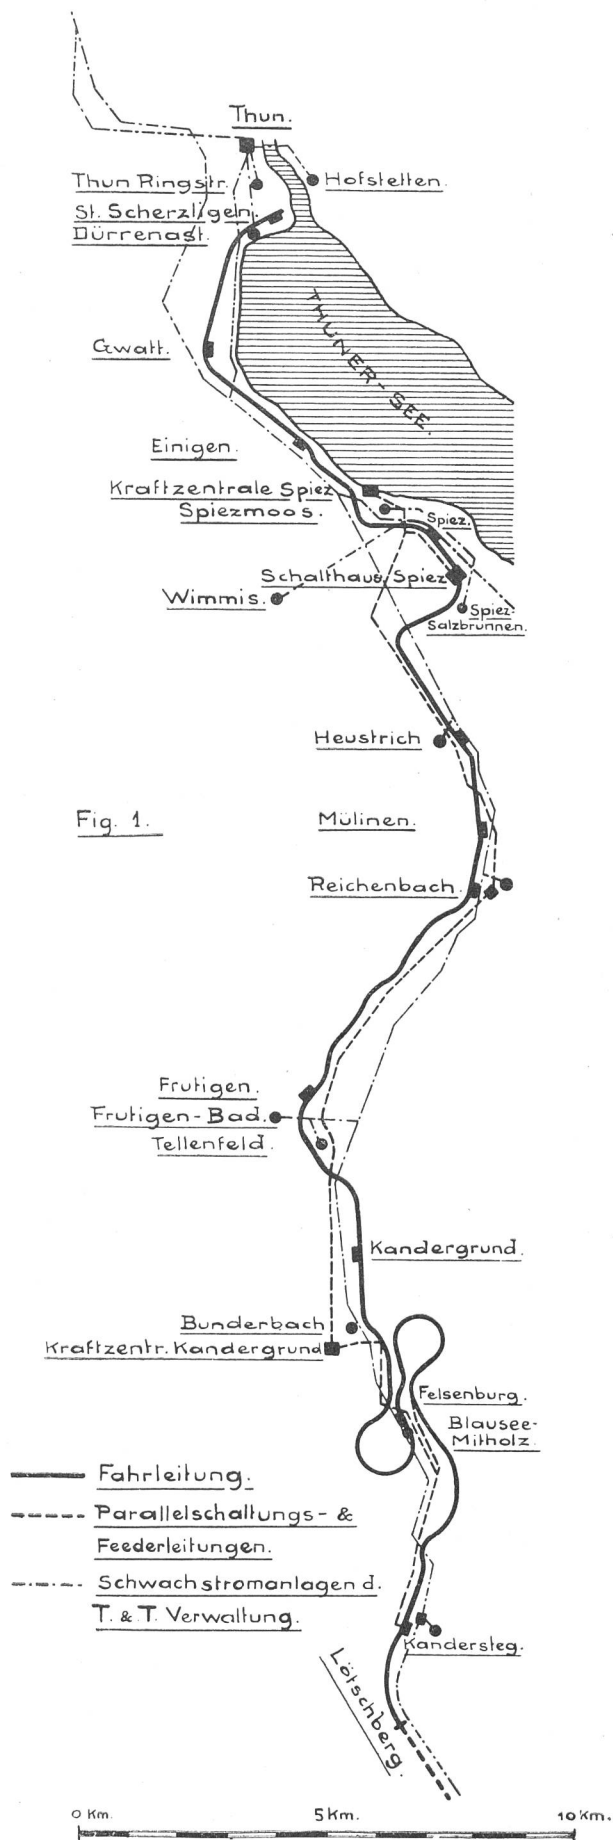 Thun.
Thun Ringstr.
Hofstetten.
St. Scherzligen.
Dürrenast.
THUNER-SEE.
Gwatt.
Einigen.
Kraftzentrale Spiez
Spiezmoos.
Spiez.
Schalthaus Spiez
Wimmis.
Spiez-
Salzbrunnen.
Heustrich
Fig. 1.
Mülinen.
Reichenbach.
Frutigen.
Frutigen-Bad.
Tellenfeld.
Kandergrund.
Bunderbach
Kraftzentr. Kandergrund
Felsenburg.
Blausee-
Mitholz.
Fahrleitung.
Parallelschaltungs- &
Feederleitungen.
Schwachstromanlagen d.
T. & T. Verwaltung.
Kandersteg.
Lötschberg.
0 Km. 5 Km. 10 Km.